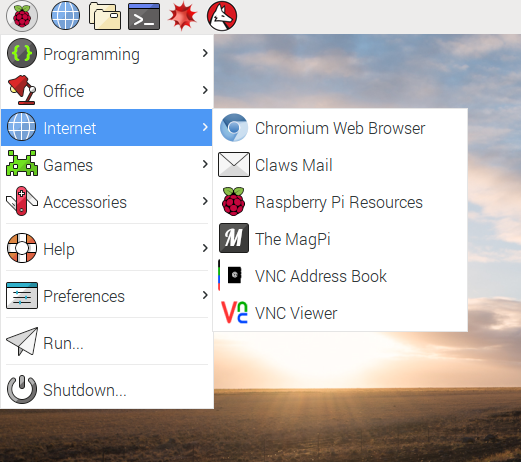 Programming
Office
Internet
Games
Accessories
Help
Preferences
Run...
Shutdown...
Chromium Web Browser
Claws Mail
Raspberry Pi Resources
M The MagPi
@ VNC Address Book
Vnc VNC Viewer